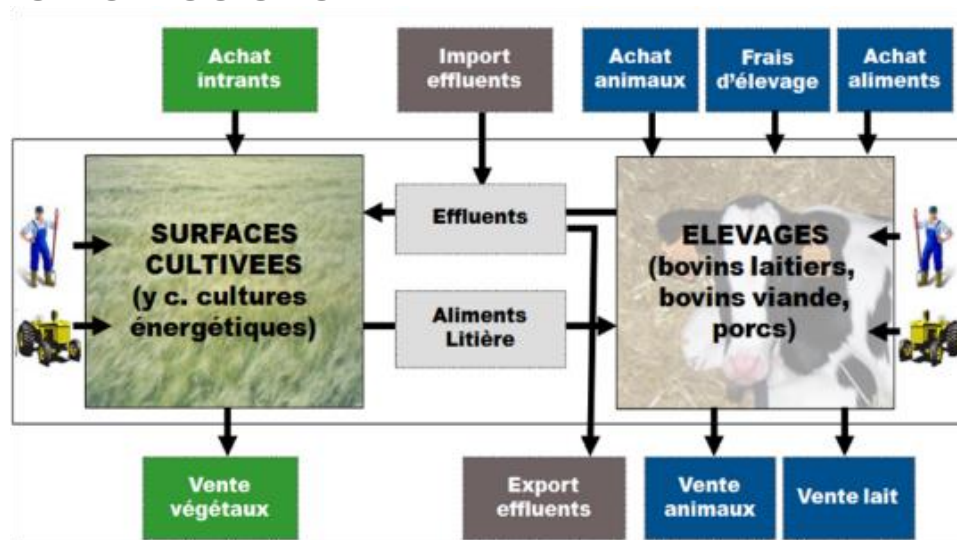 Achat
intrants
Import
effluents
Achat
animaux
Frais
d'élevage
Achat
aliments
SURFACES
CULTIVEES
(y c. cultures
énergétiques)
Effluents
Aliments
Litière
ELEVAGES
(bovins laitiers,
bovins viande,
porcs)
Vente
végétaux
Export
effluents
Vente
animaux
Vente lait